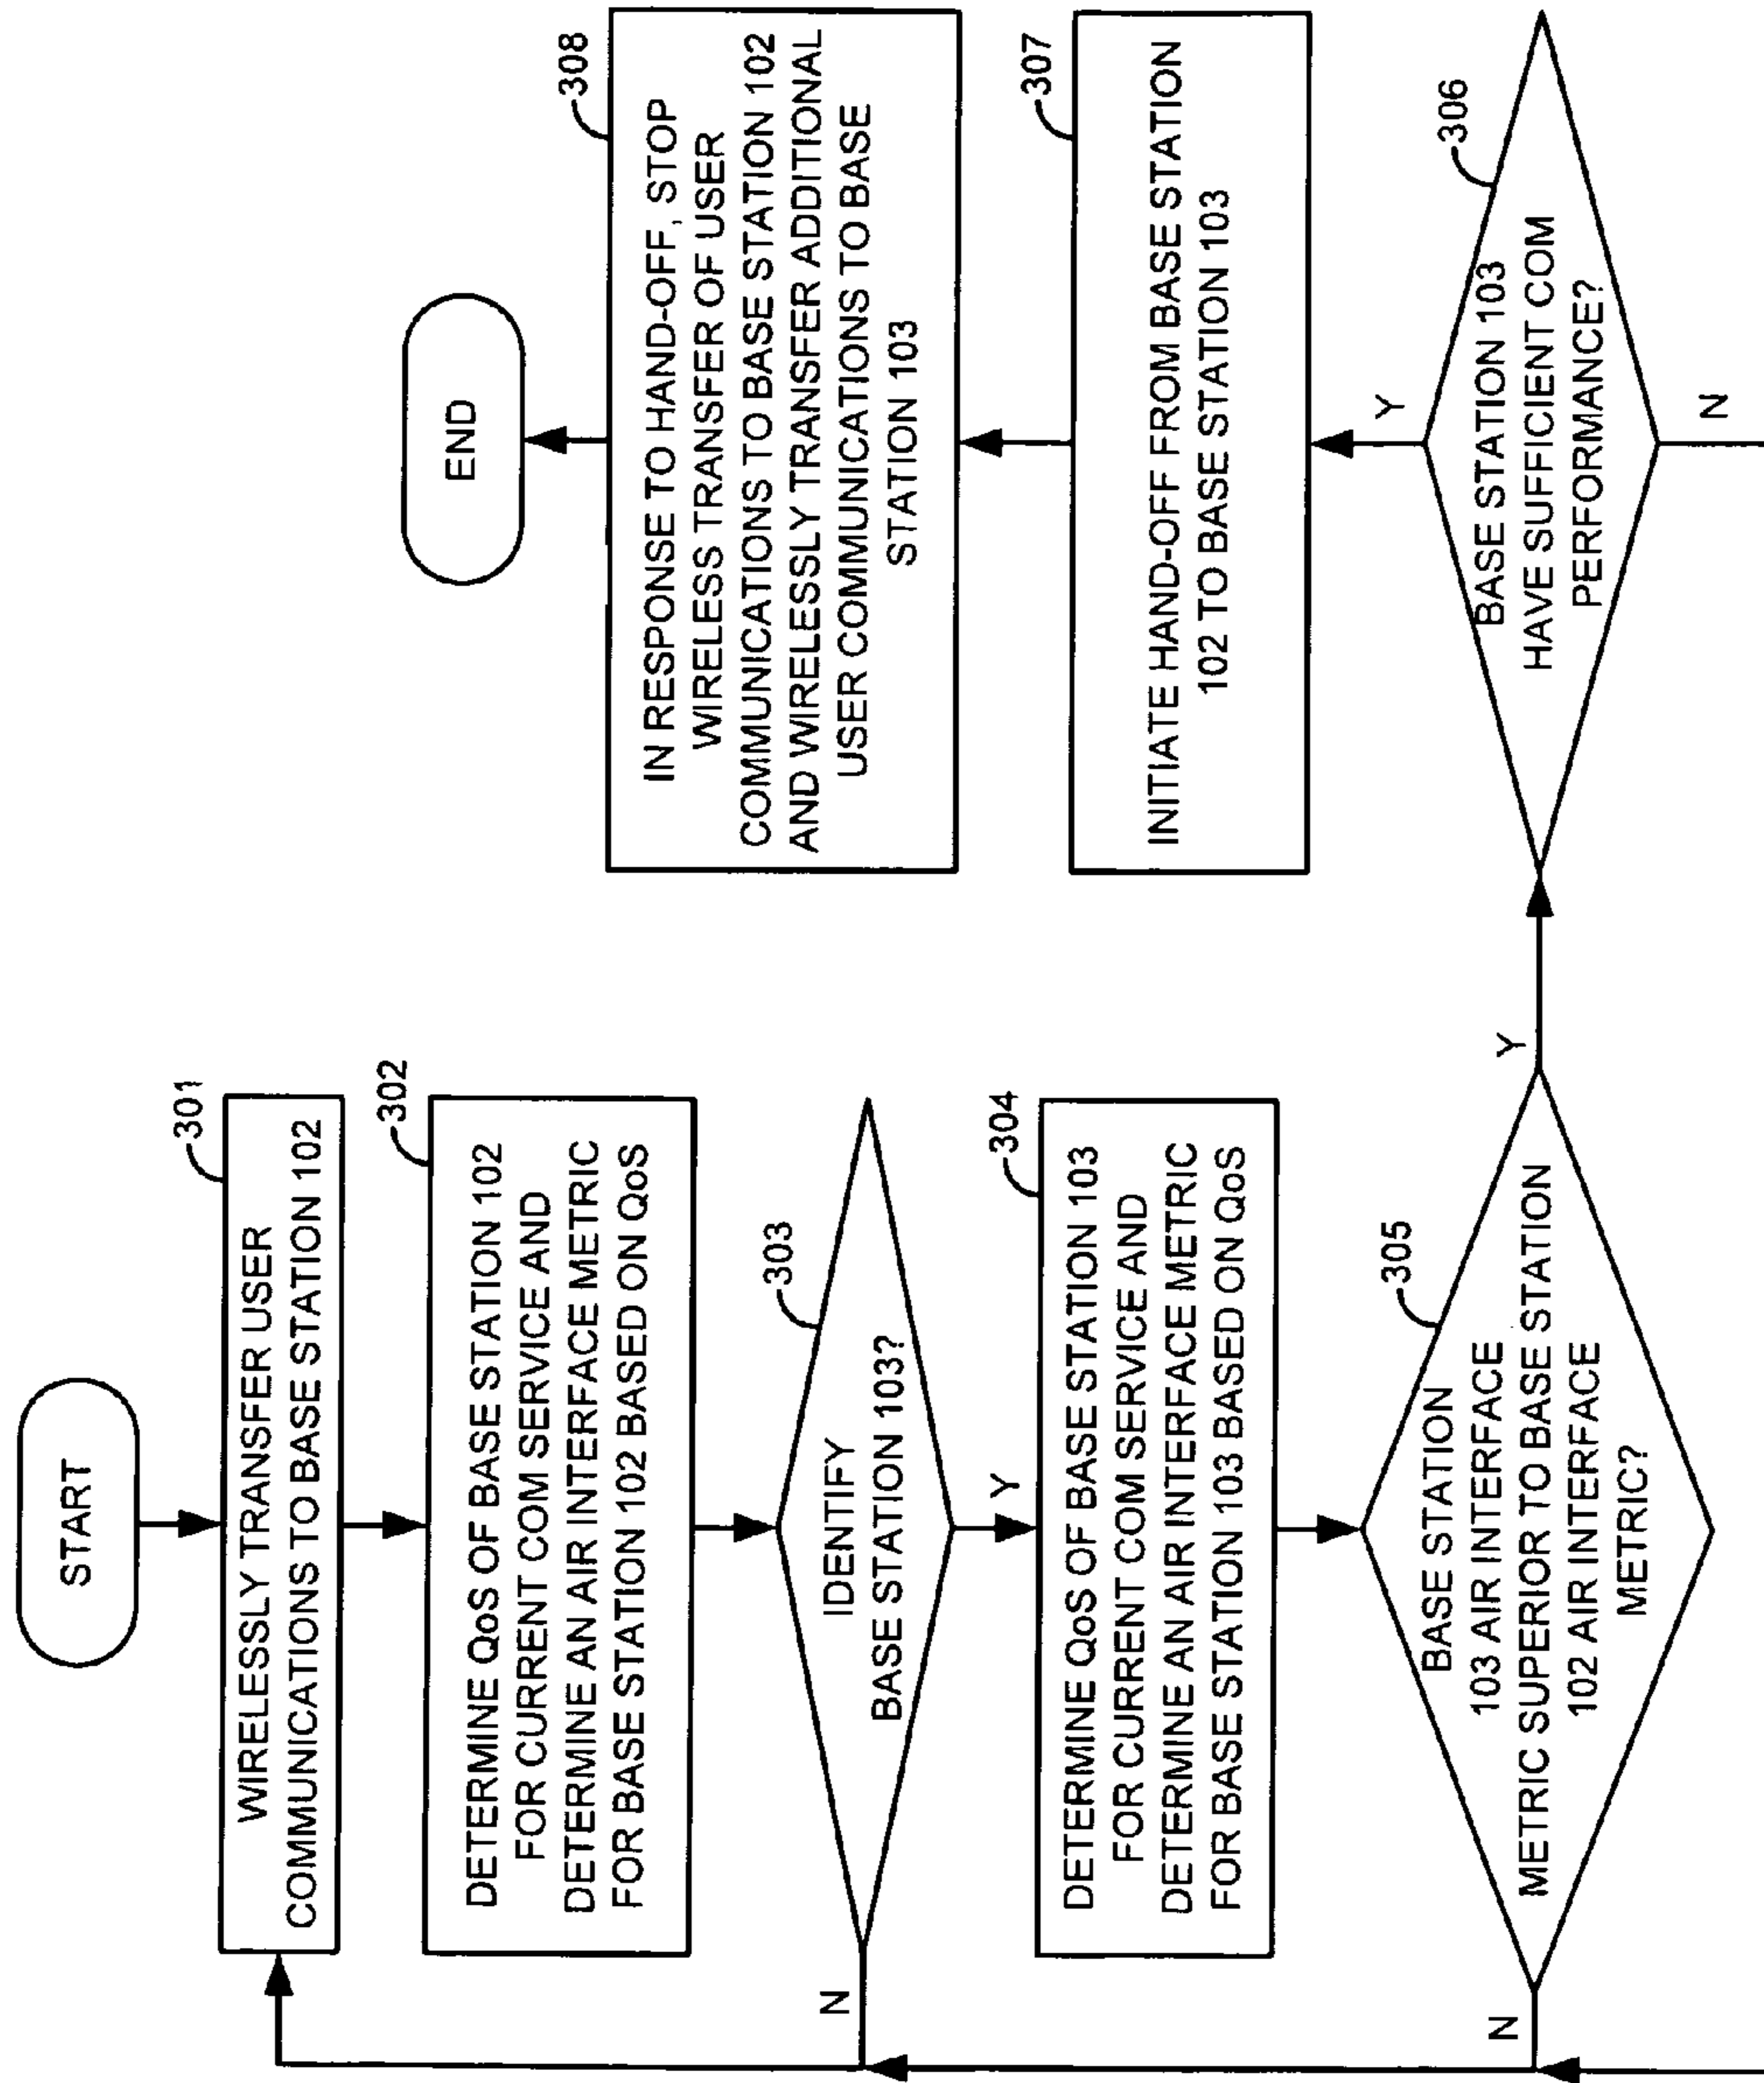 START
301
WIRELESSLY TRANSFER USER
COMMUNICATIONS TO BASE STATION 102
302
DETERMINE QoS OF BASE STATION 102
FOR CURRENT COM SERVICE AND
DETERMINE AN AIR INTERFACE METRIC
FOR BASE STATION 102 BASED ON QoS
303
IDENTIFY
BASE STATION 103?
N
Y
304
DETERMINE QoS OF BASE STATION 103
FOR CURRENT COM SERVICE AND
DETERMINE AN AIR INTERFACE METRIC
FOR BASE STATION 103 BASED ON QoS
305
BASE STATION
103 AIR INTERFACE
METRIC SUPERIOR TO BASE STATION
102 AIR INTERFACE
METRIC?
N
Y
306
BASE STATION 103
HAVE SUFFICIENT COM
PERFORMANCE?
N
Y
307
INITIATE HAND-OFF FROM BASE STATION
102 TO BASE STATION 103
308
IN RESPONSE TO HAND-OFF, STOP
WIRELESS TRANSFER OF USER
COMMUNICATIONS TO BASE STATION 102
AND WIRELESSLY TRANSFER ADDITIONAL
USER COMMUNICATIONS TO BASE
STATION 103
END